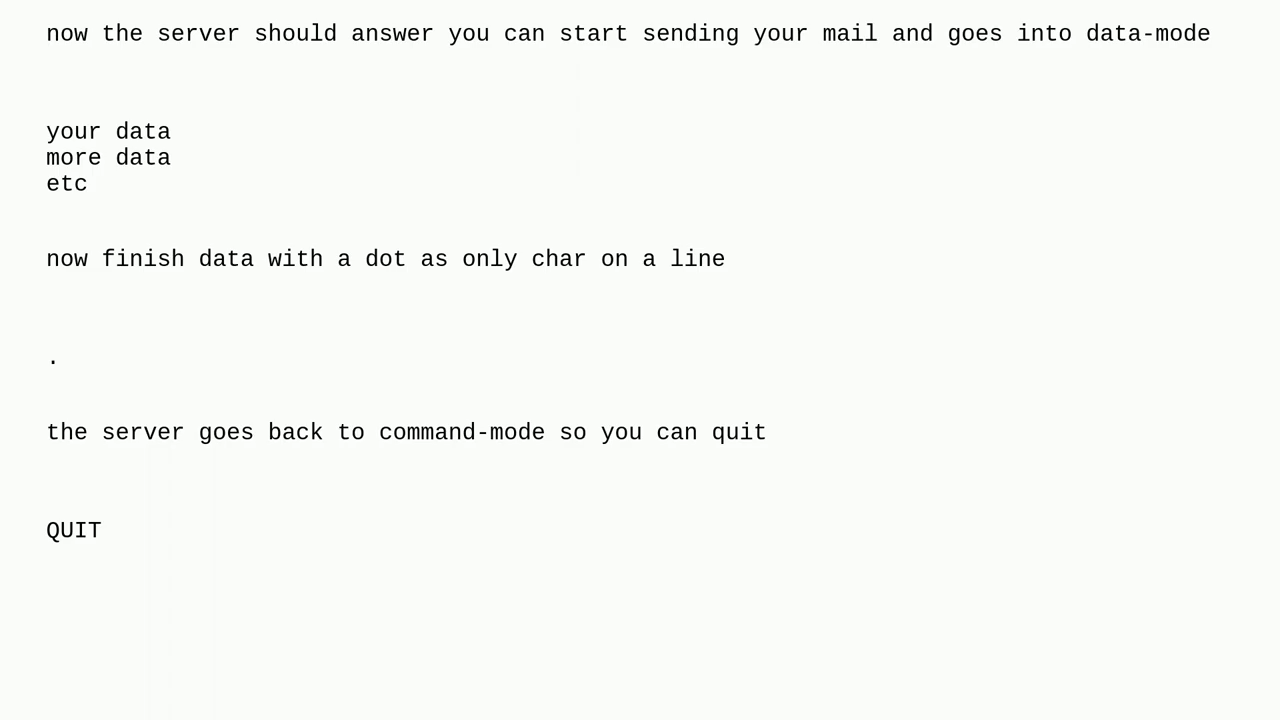 now the server should answer you can start sending your mail and goes into data-mode
your data
more data
etc
now finish data with a dot as only char on a line
.
the server goes back to command-mode so you can quit
QUIT